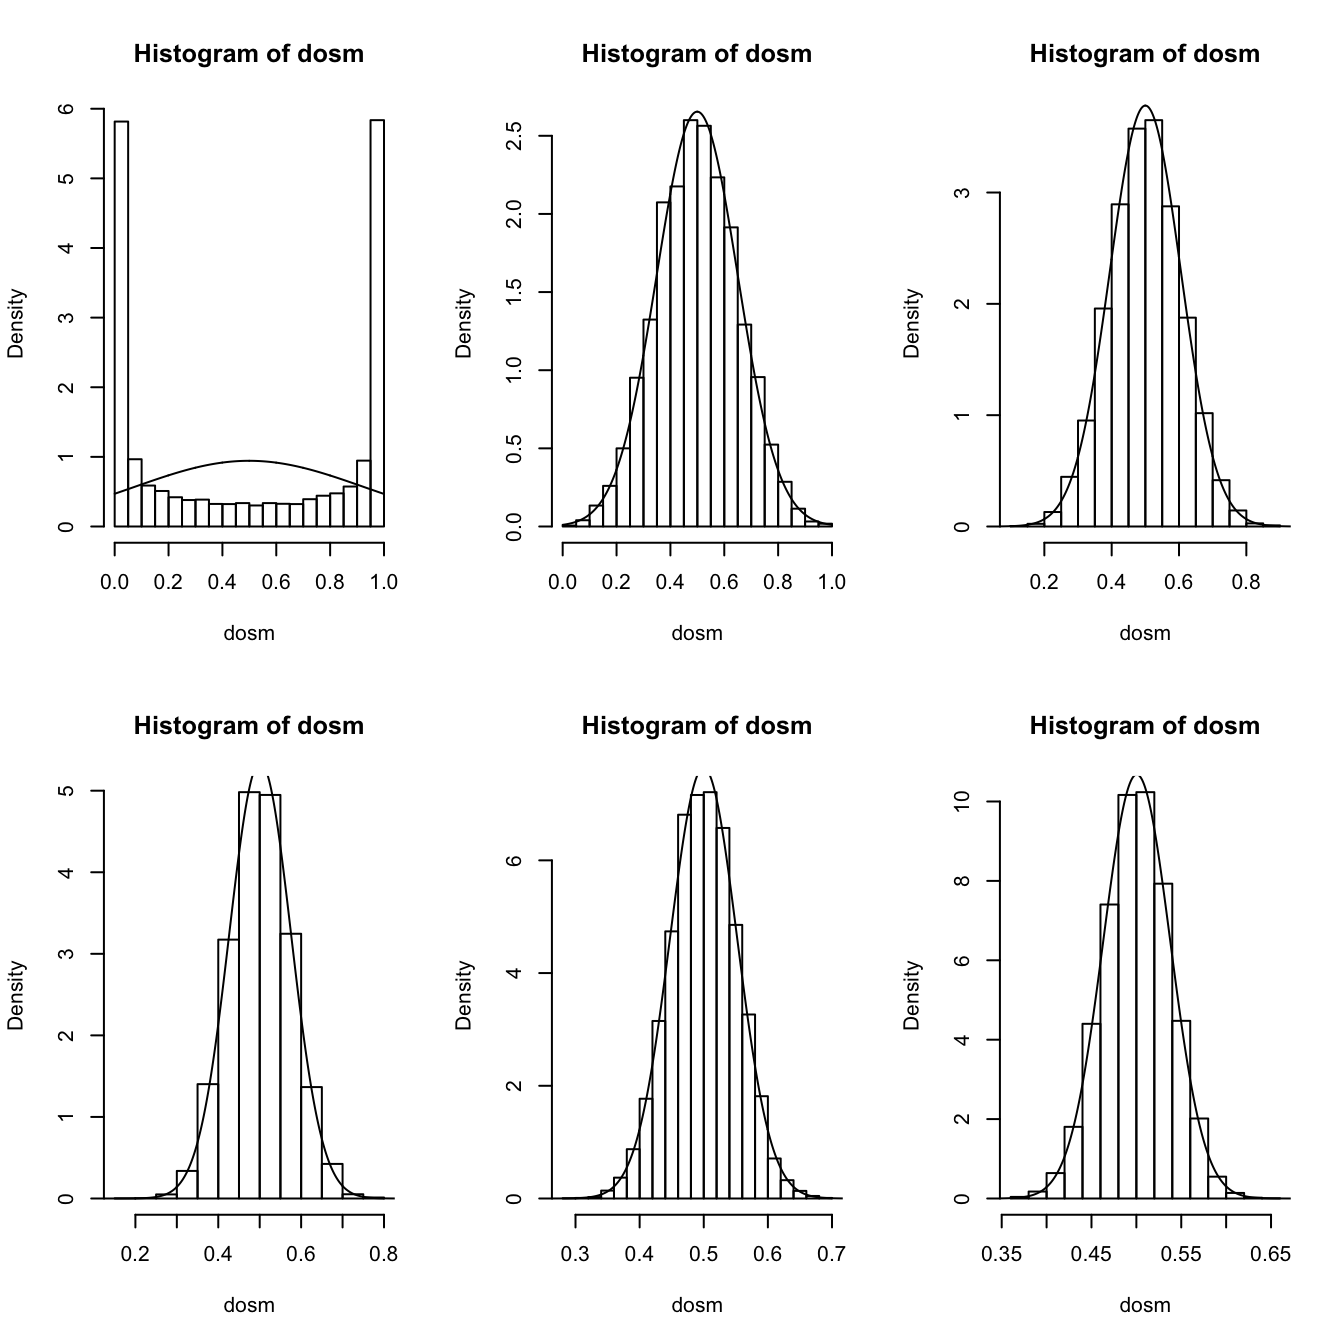 Histogram of dosm
Density
0 1 2 3 4 5 6
0.0 0.2 0.4 0.6 0.8 1.0
dosm
Histogram of dosm
Density
0.0 0.5 1.0 1.5 2.0 2.5
0.0 0.2 0.4 0.6 0.8 1.0
dosm
Histogram of dosm
Density
0 1 2 3
0.2 0.4 0.6 0.8
dosm
Histogram of dosm
Density
0 1 2 3 4 5
0.2 0.4 0.6 0.8
dosm
Histogram of dosm
Density
0 2 4 6
0.3 0.4 0.5 0.6 0.7
dosm
Histogram of dosm
Density
0 2 4 6 8 10
0.35 0.45 0.55 0.65
dosm